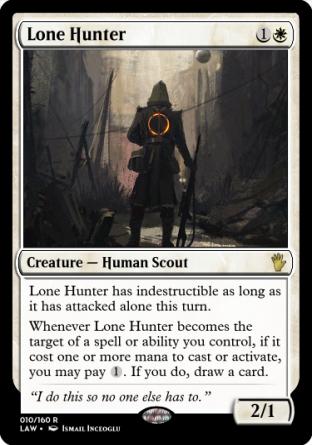 Lone Hunter 1
Creature — Human Scout
Lone Hunter has indestructible as long as
it has attacked alone this turn.
Whenever Lone Hunter becomes the
target of a spell or ability you control, if it
cost one or more mana to cast or activate,
you may pay 1. If you do, draw a card.
“I do this so no one else has to.”
2/1
010/160 R
LAW • Ismail Inceoglu